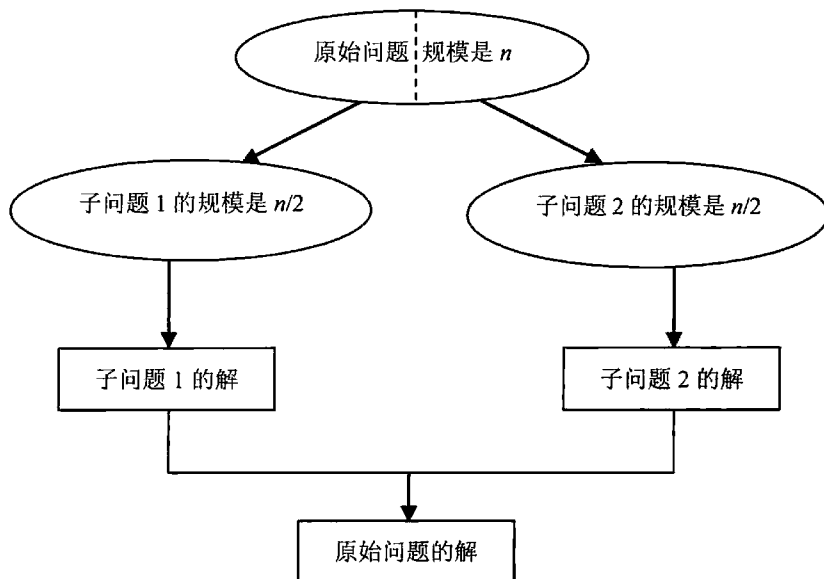 原始问题 规模是 n
子问题 1 的规模是 n/2
子问题 2 的规模是 n/2
子问题 1 的解
子问题 2 的解
原始问题的解